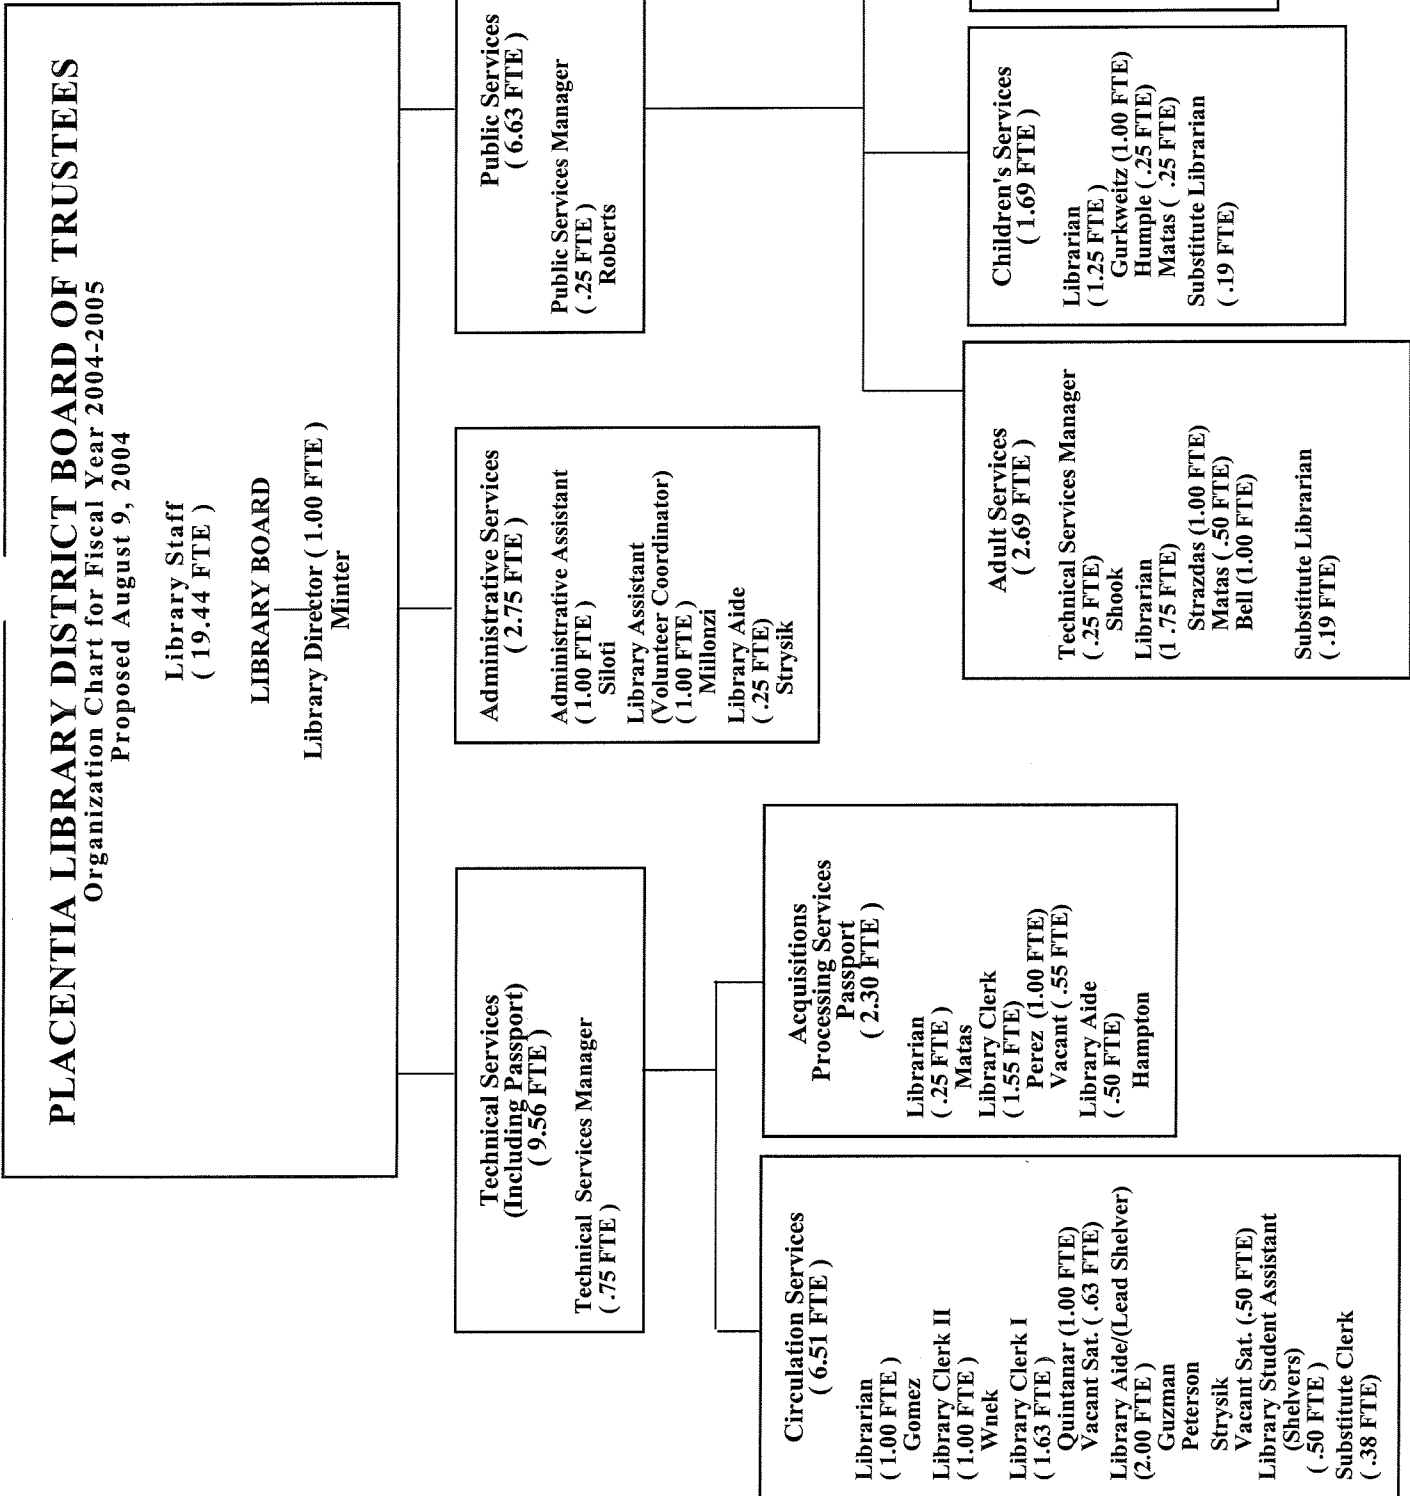 PLACENTIA LIBRARY DISTRICT BOARD OF TRUSTEES
Organization Chart for Fiscal Year 2004-2005
Proposed August 9, 2004
Library Staff
( 19.44 FTE )
LIBRARY BOARD
Library Director ( 1.00 FTE )
Minter
Technical Services
(Including Passport)
( 9.56 FTE )
Technical Services Manager
( .75 FTE )
Administrative Services
( 2.75 FTE )
Administrative Assistant
( 1.00 FTE )
Siloti
Library Assistant
(Volunteer Coordinator)
( 1.00 FTE )
Millonzi
Library Aide
( .25 FTE)
Strysik
Public Services
( 6.63 FTE )
Public Services Manager
( .25 FTE )
Roberts
Circulation Services
( 6.51 FTE )
Librarian
( 1.00 FTE )
Gomez
Library Clerk II
( 1.00 FTE )
Wnek
Library Clerk I
( 1.63 FTE )
Quintanar (1.00 FTE)
Vacant Sat. ( .63 FTE)
Library Aide/(Lead Shelver)
(2.00 FTE )
Guzman
Peterson
Strysik
Vacant Sat. (.50 FTE)
Library Student Assistant
(Shelvers)
( .50 FTE )
Substitute Clerk
( .38 FTE)
Acquisitions
Processing Services
Passport
( 2.30 FTE )
Librarian
( .25 FTE )
Matas
Library Clerk
( 1.55 FTE)
Perez (1.00 FTE)
Vacant ( .55 FTE)
Library Aide
( .50 FTE)
Hampton
Adult Services
( 2.69 FTE )
Technical Services Manager
( .25 FTE)
Shook
Librarian
(1 .75 FTE)
Strazdas (1.00 FTE)
Matas ( .50 FTE)
Bell (1.00 FTE)
Substitute Librarian
( .19 FTE)
Children's Services
( 1.69 FTE )
Librarian
( 1.25 FTE )
Gurkweitz (1.00 FTE)
Humple ( .25 FTE)
Matas ( .25 FTE)
Substitute Librarian
( .19 FTE)